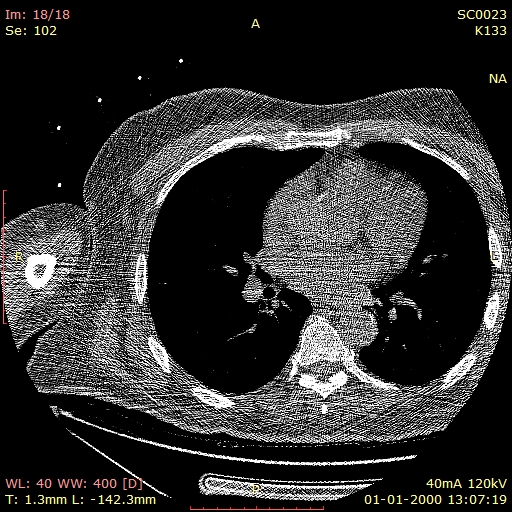 Im: 18/18
Se: 102
A
SC0023
K133
NA
R
WL: 40 WW: 400 [D]
T: 1.3mm L: -142.3mm
P
40mA 120kV
01-01-2000 13:07:19